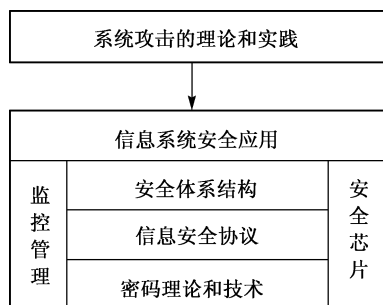 系统攻击的理论和实践
信息系统安全应用
监控管理
安全体系结构
信息安全协议
密码理论和技术
安全芯片